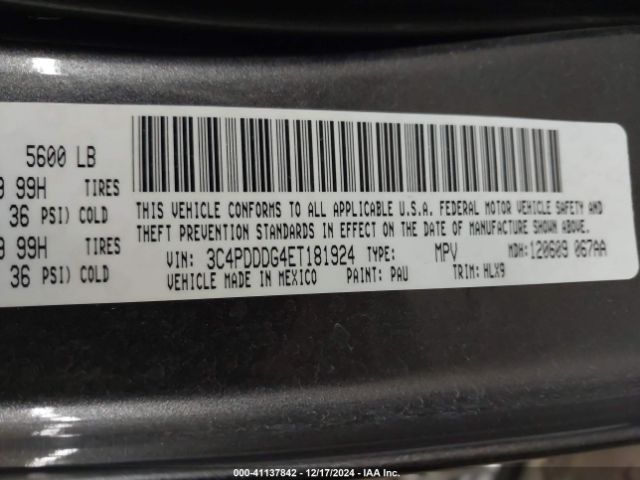 5600 LB
99H TIRES
36 PSI) COLD
99H TIRES
36 PSI) COLD
THIS VEHICLE CONFORMS TO ALL APPLICABLE U.S.A. FEDERAL MOTOR VEHICLE SAFETY AND
THEFT PREVENTION STANDARDS IN EFFECT ON THE DATE OF MANUFACTURE SHOWN ABOVE.
VIN: 3C4PDDDG4ET181924 TYPE: MPV MDH: 120609 067AA
VEHICLE MADE IN MEXICO PAINT: PAU TRIM: HLX9
000-41137842 - 12/17/2024 - IAA Inc.